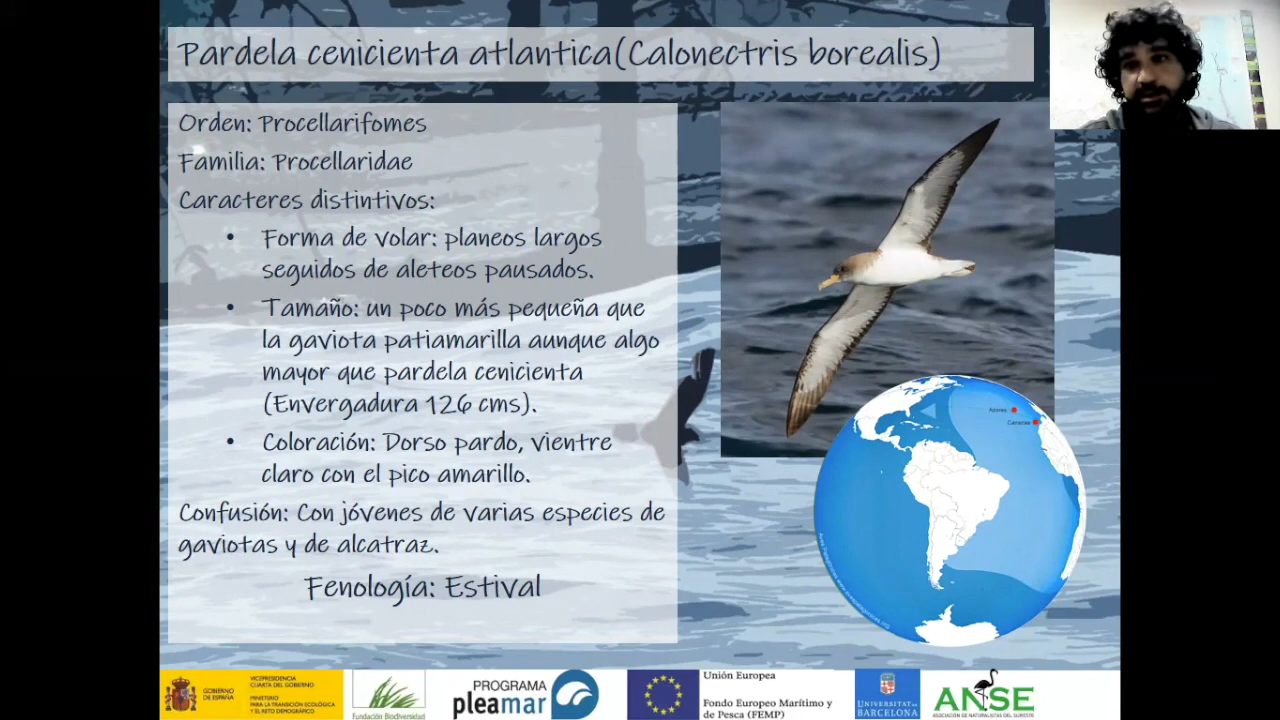 Pardela cenicienta atlantica(Calonectris borealis)
Orden: Procellarifomes
Familia: Procellaridae
Caracteres distintivos:
• Forma de volar: planeos largos
seguidos de aleteos pausados.
• Tamaño: un poco más pequeña que
la gaviota patiamarilla aunque algo
mayor que pardela cenicienta
(Envergadura 126 cms).
• Coloración: Dorso pardo, vientre
claro con el pico amarillo.
Confusión: Con jóvenes de varias especies de
gaviotas y de alcatraz.
Fenología: Estival
Azores
Canarias
GOBIERNO
DE ESPAÑA
VICEPRESIDENCIA
CUARTA DEL GOBIERNO
MINISTERIO
PARA LA TRANSICIÓN ECOLÓGICA
Y EL RETO DEMOGRÁFICO
Fundación Biodiversidad
PROGRAMA
pleamar
Unión Europea
Fondo Europeo Marítimo y
de Pesca (FEMP)
UNIVERSITAT DE
BARCELONA
ANSE
ASOCIACIÓN DE NATURALISTAS DEL SURESTE